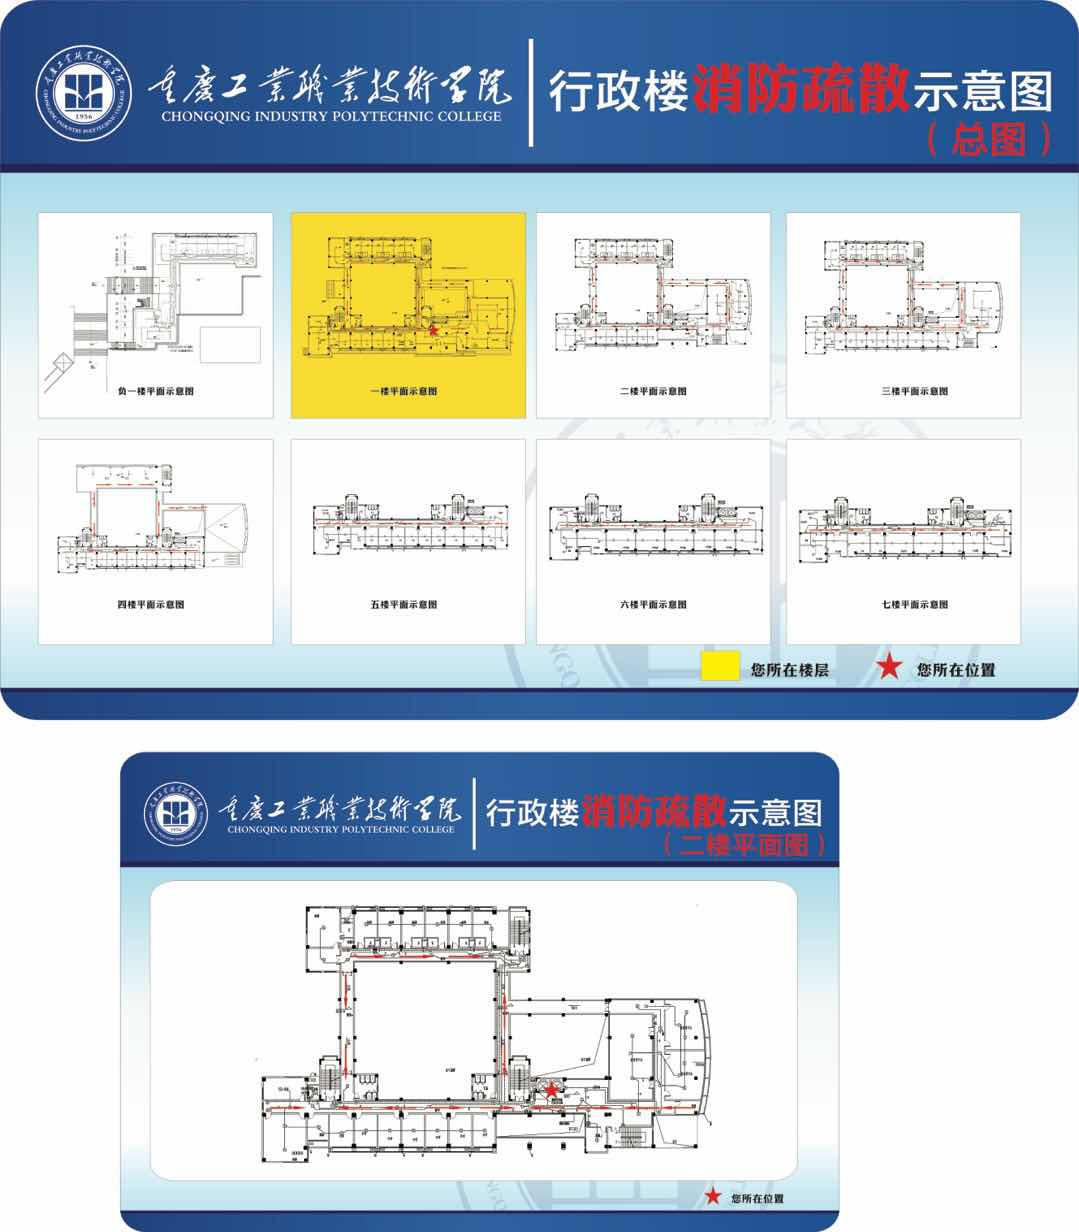 重庆工业职业技术学院
CHONGQING INDUSTRY POLYTECHNIC COLLEGE
1956
行政楼消防疏散示意图
（总图）
负一楼平面示意图
一楼平面示意图
二楼平面示意图
三楼平面示意图
四楼平面示意图
五楼平面示意图
六楼平面示意图
七楼平面示意图
您所在楼层
您所在位置
重庆工业职业技术学院
CHONGQING INDUSTRY POLYTECHNIC COLLEGE
1956
行政楼消防疏散示意图
（二楼平面图）
您所在位置